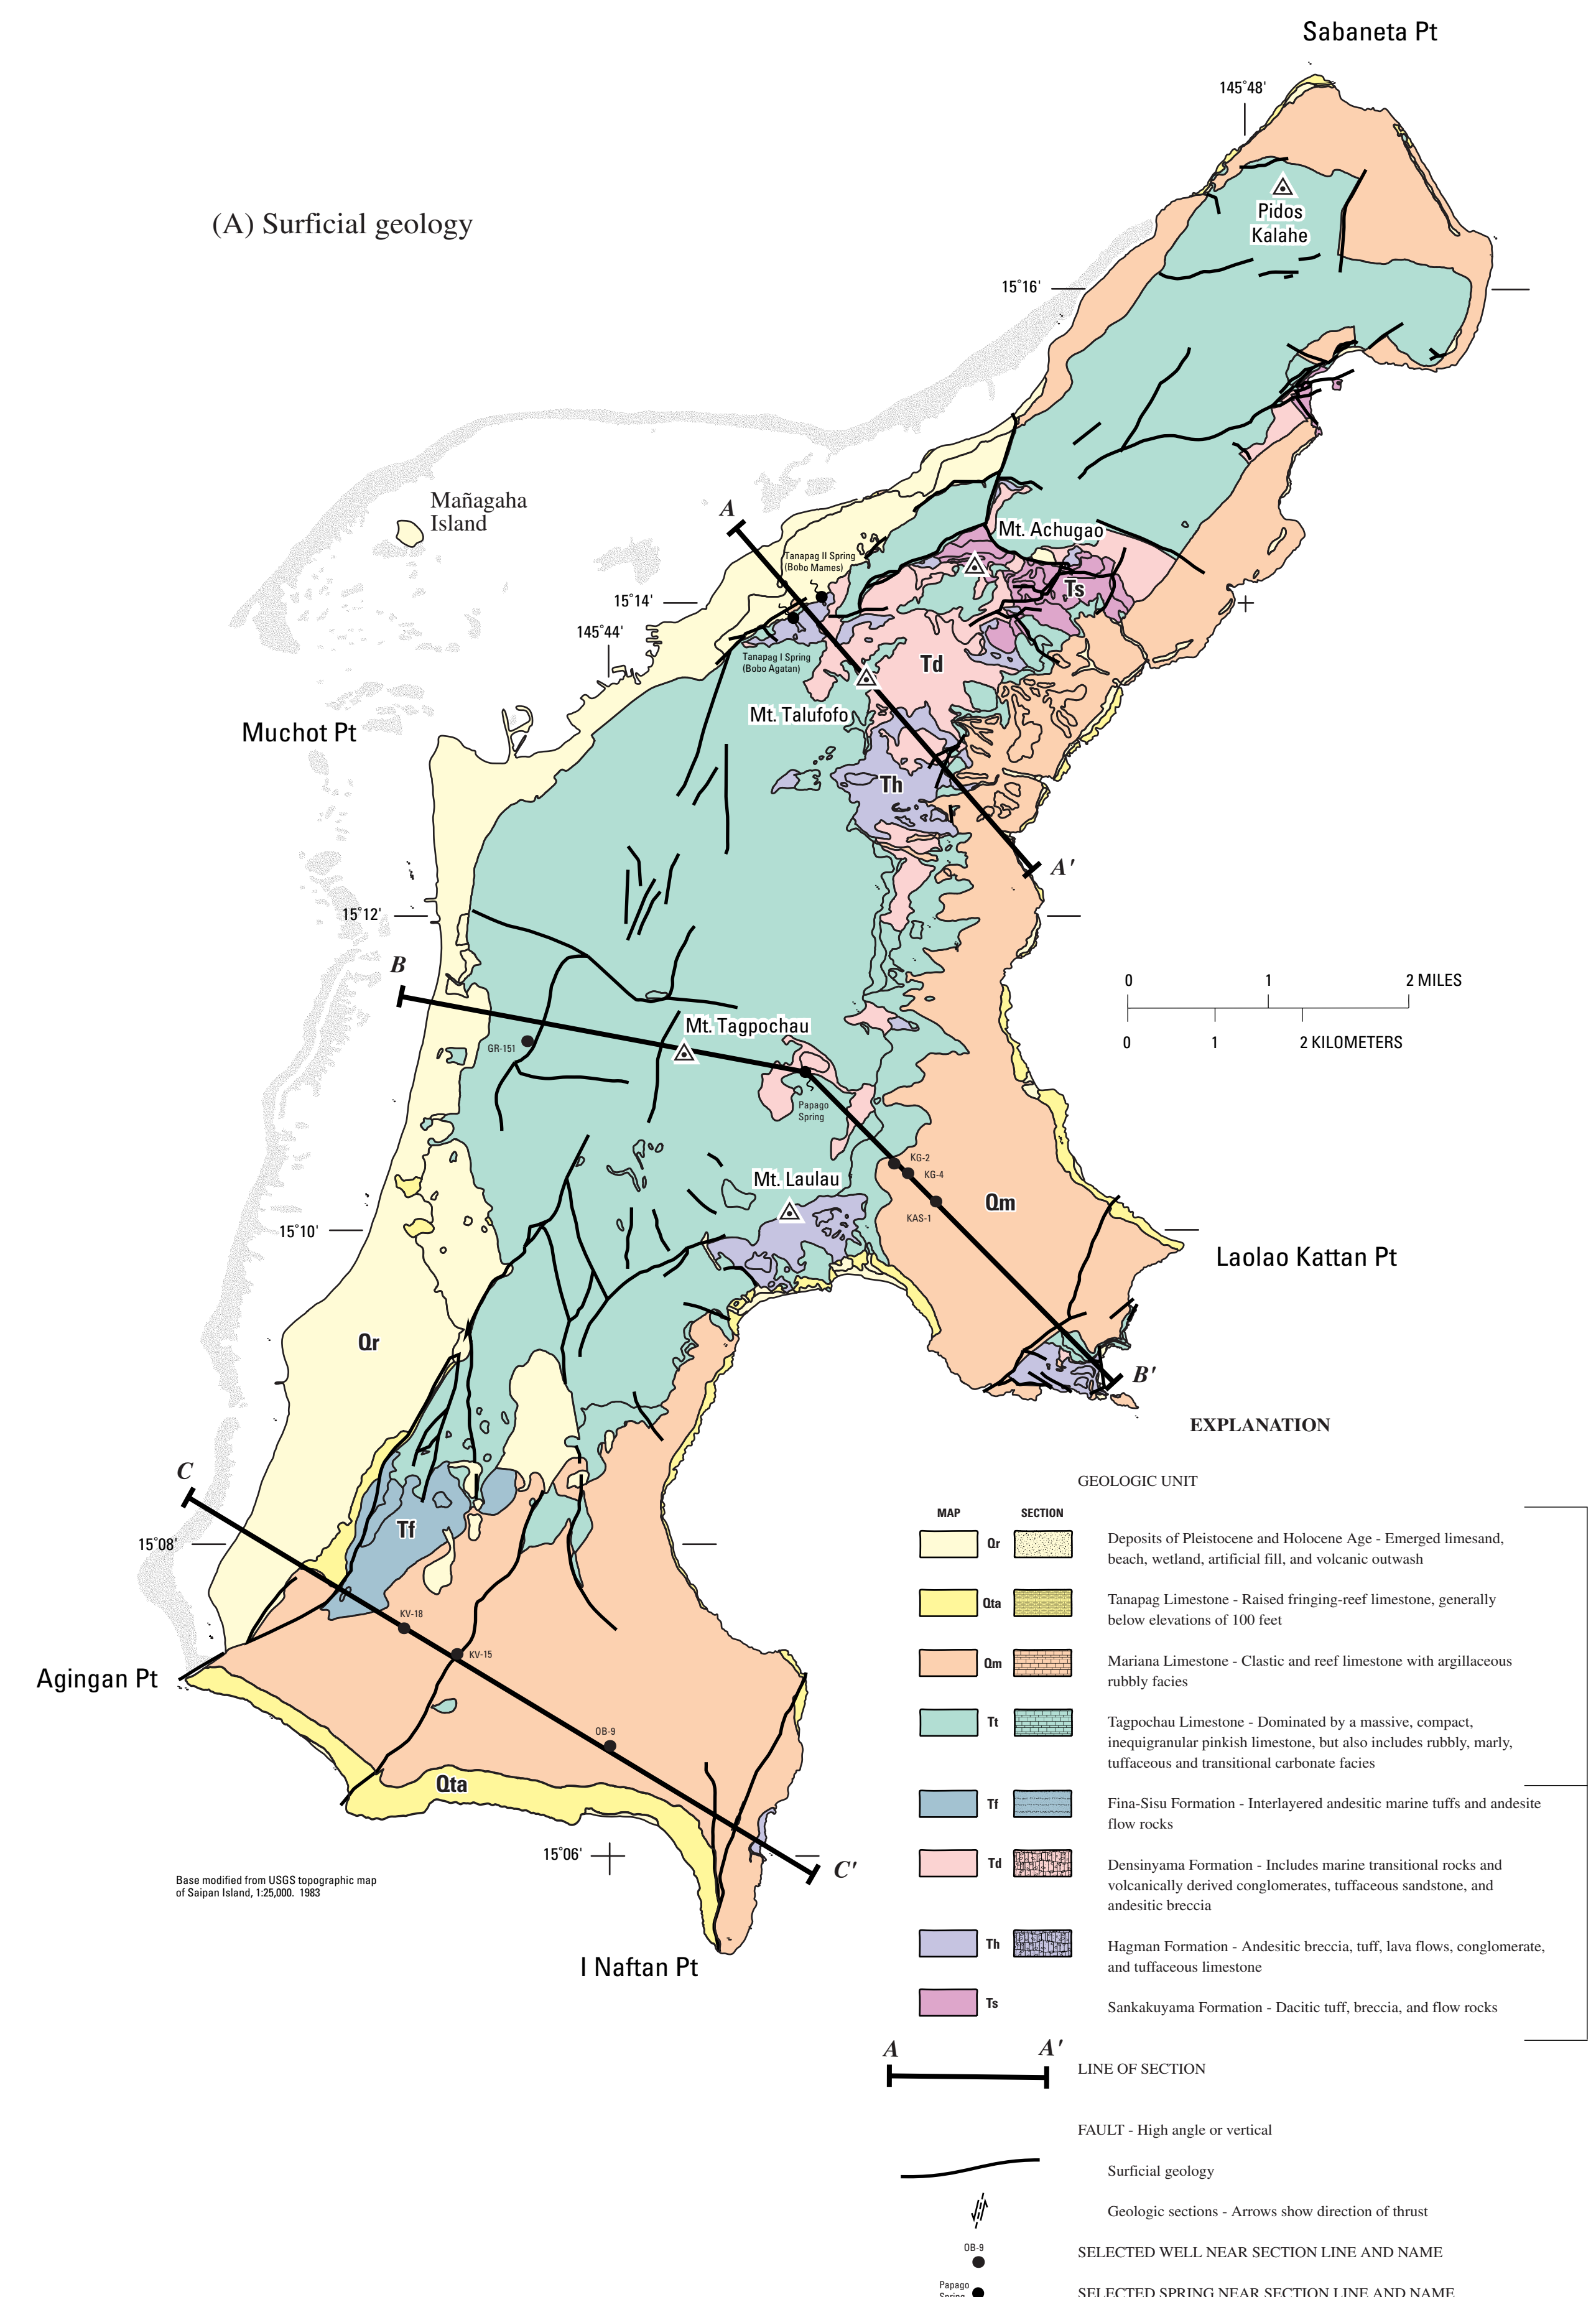 Sabaneta Pt
145°48'
(A) Surficial geology
Pidos
Kalahe
15°16'
Mañagaha
Island
A
Mt. Achugao
Tanapag II Spring
(Bobo Mames)
Ts
15°14'
145°44'
Tanapag I Spring
(Bobo Agatan)
Td
Mt. Talufofo
Muchot Pt
Th
A'
15°12'
B
0 1 2 MILES
0 1 2 KILOMETERS
Mt. Tagpochau
GR-151
Papago
Spring
KG-2
KG-4
Mt. Laulau
KAS-1
Qm
15°10'
Laolao Kattan Pt
Qr
B'
C
Tf
15°08'
KV-18
KV-15
Agingan Pt
OB-9
Qta
15°06'
C'
Base modified from USGS topographic map
of Saipan Island, 1:25,000. 1983
I Naftan Pt
EXPLANATION
GEOLOGIC UNIT
MAP SECTION
Qr Deposits of Pleistocene and Holocene Age - Emerged limesand,
beach, wetland, artificial fill, and volcanic outwash
Qta Tanapag Limestone - Raised fringing-reef limestone, generally
below elevations of 100 feet
Qm Mariana Limestone - Clastic and reef limestone with argillaceous
rubbly facies
Tt Tagpochau Limestone - Dominated by a massive, compact,
inequigranular pinkish limestone, but also includes rubbly, marly,
tuffaceous and transitional carbonate facies
Tf Fina-Sisu Formation - Interlayered andesitic marine tuffs and andesite
flow rocks
Td Densinyama Formation - Includes marine transitional rocks and
volcanically derived conglomerates, tuffaceous sandstone, and
andesitic breccia
Th Hagman Formation - Andesitic breccia, tuff, lava flows, conglomerate,
and tuffaceous limestone
Ts Sankakuyama Formation - Dacitic tuff, breccia, and flow rocks
A A'
LINE OF SECTION
FAULT - High angle or vertical
Surficial geology
Geologic sections - Arrows show direction of thrust
OB-9
SELECTED WELL NEAR SECTION LINE AND NAME
Papago
Spring
SELECTED SPRING NEAR SECTION LINE AND NAME